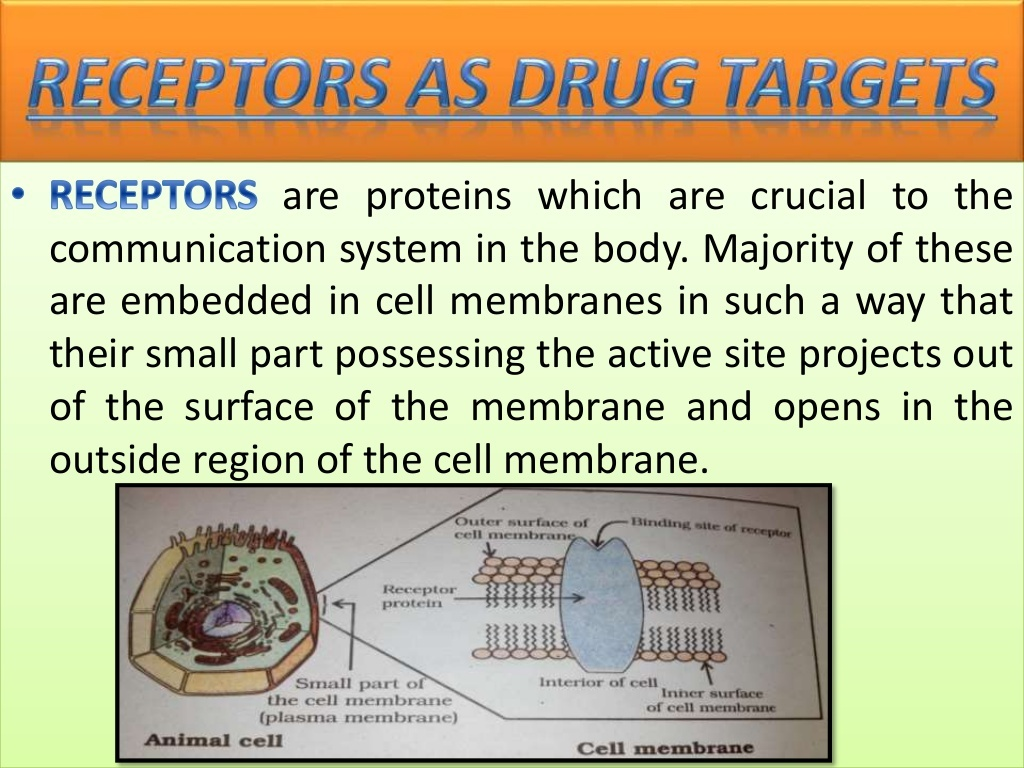 RECEPTORS AS DRUG TARGETS
• RECEPTORS are proteins which are crucial to the
communication system in the body. Majority of these
are embedded in cell membranes in such a way that
their small part possessing the active site projects out
of the surface of the membrane and opens in the
outside region of the cell membrane.
Outer surface of
cell membrane
Binding site of receptor
Receptor
protein
Small part of
the cell membrane
(plasma membrane)
Interior of cell
Inner surface
of cell membrane
Animal cell
Cell membrane